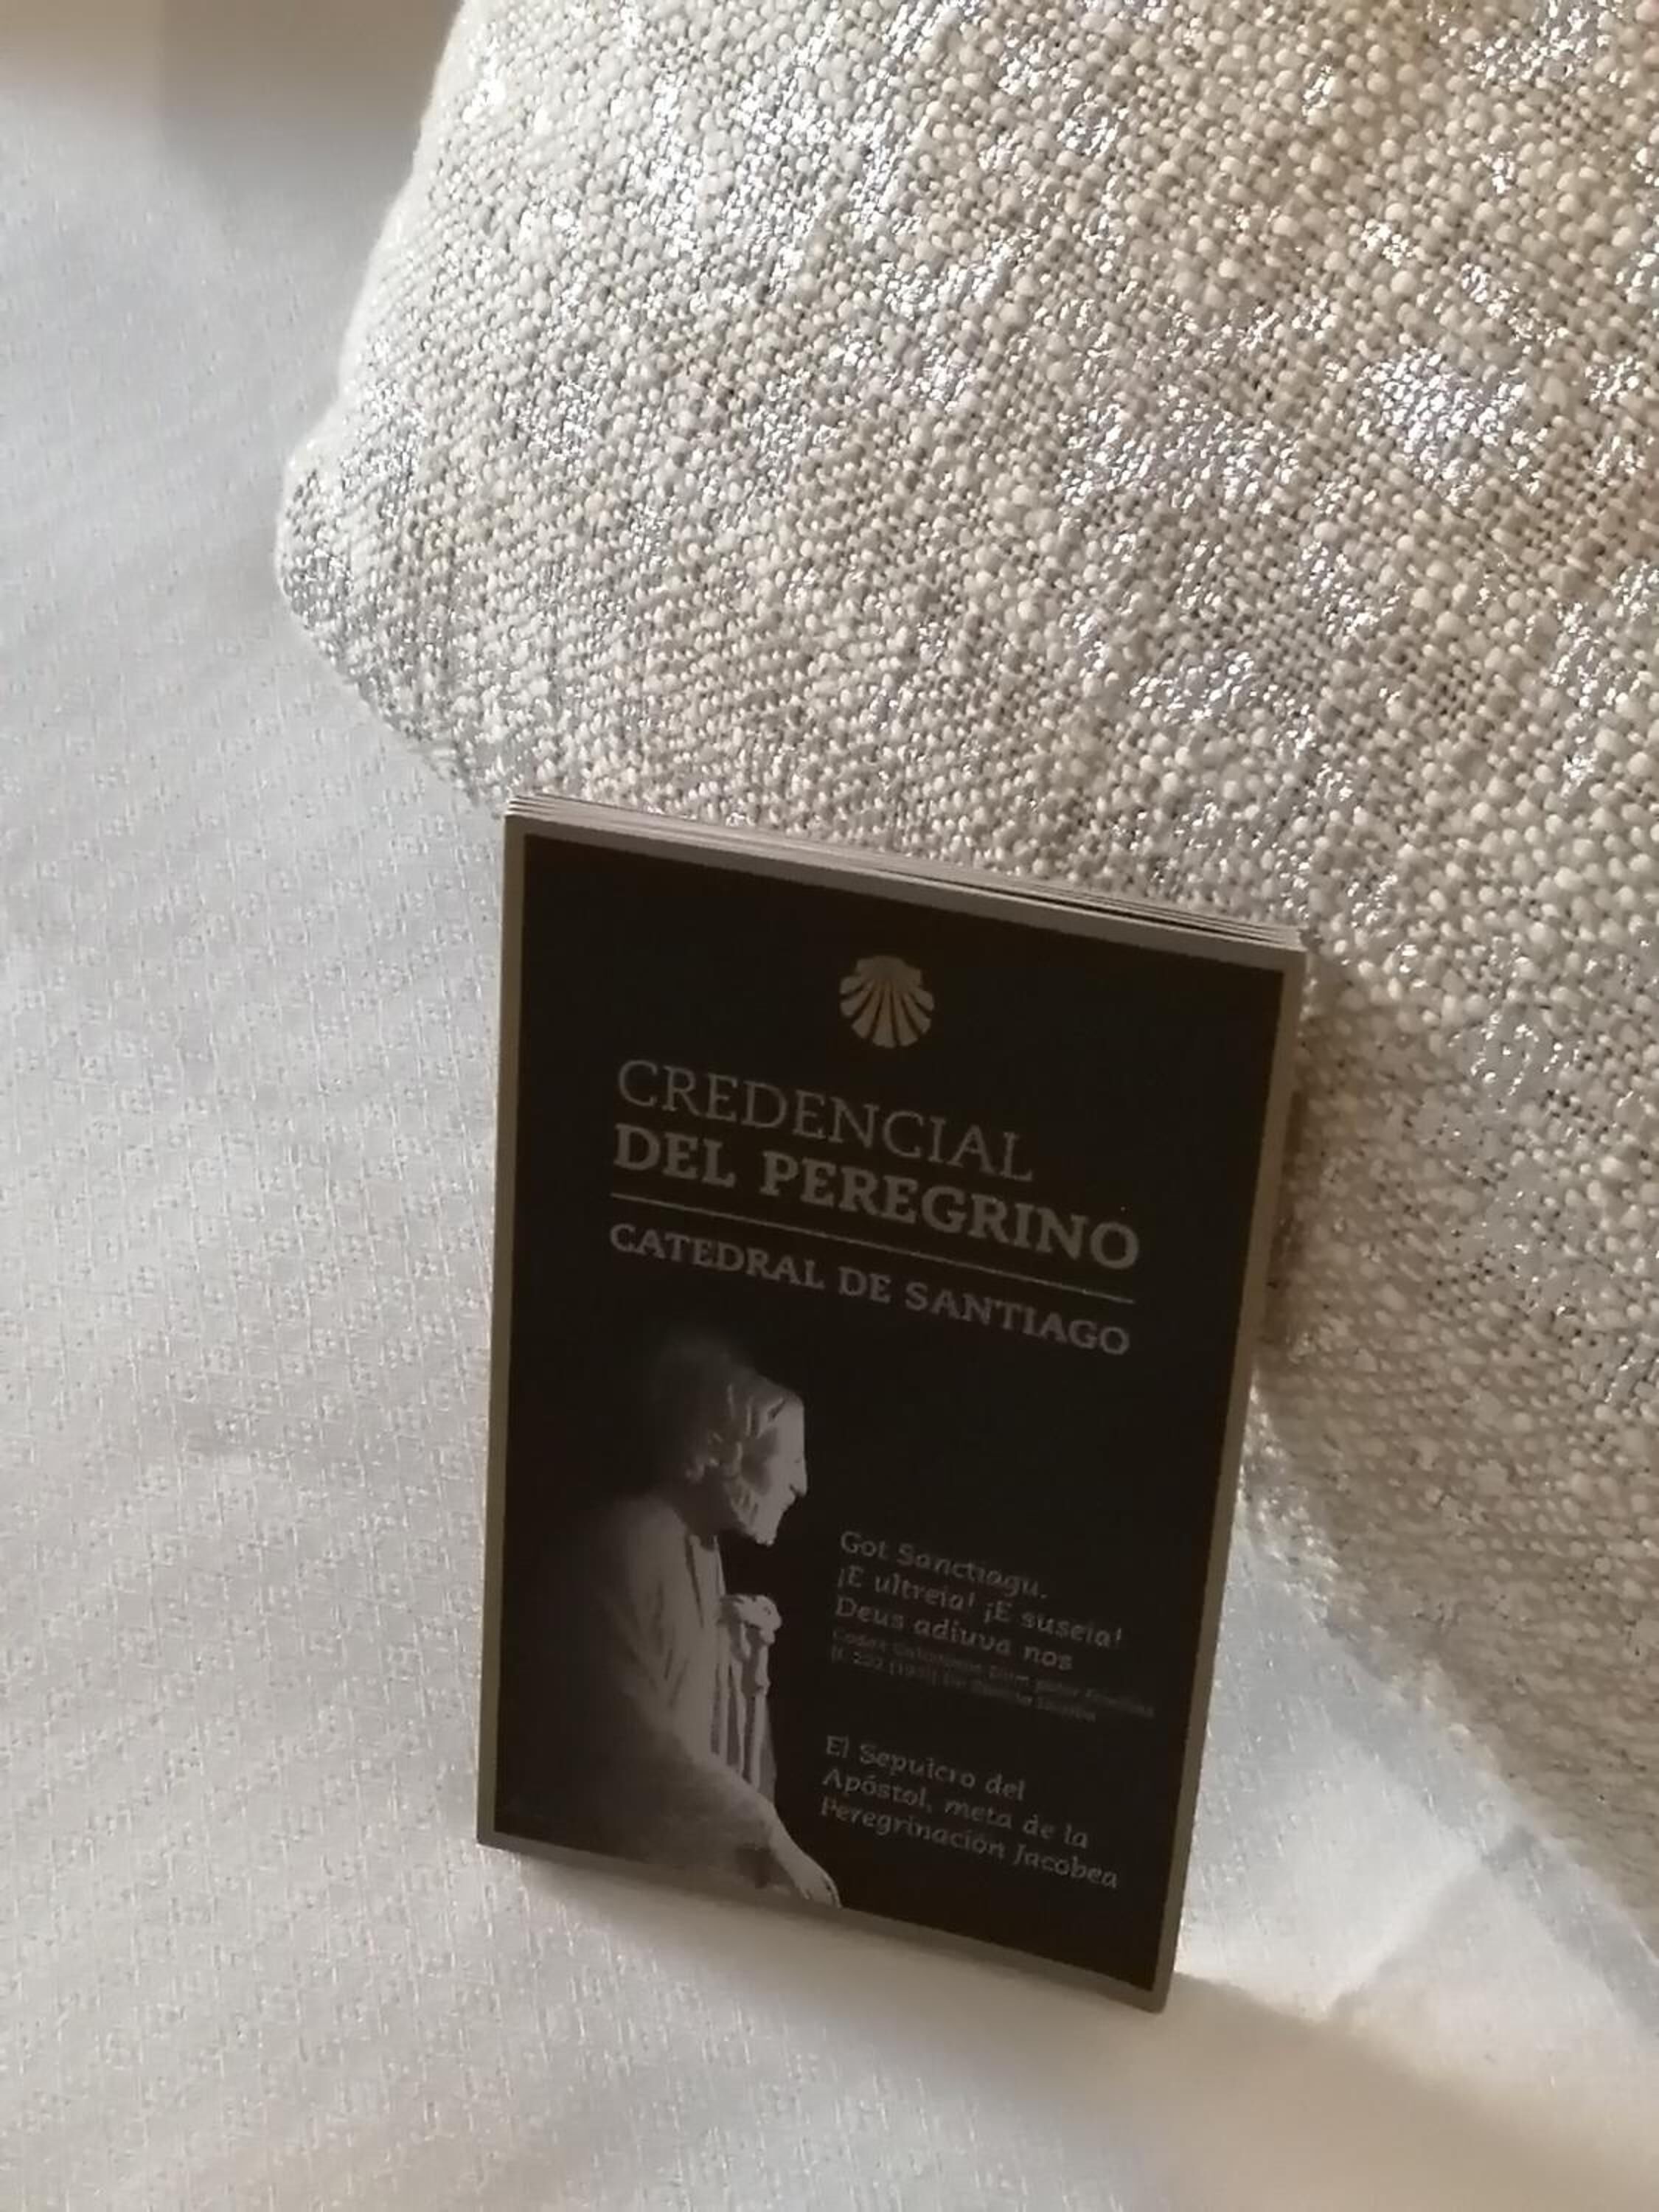 CREDENCIAL
DEL PEREGRINO
CATEDRAL DE SANTIAGO
Got Sanctiagu.
¡E ultreia! ¡E suseia!
Deus adiuva nos
El Sepulcro del
Apóstol, meta de la
Peregrinación Jacobea